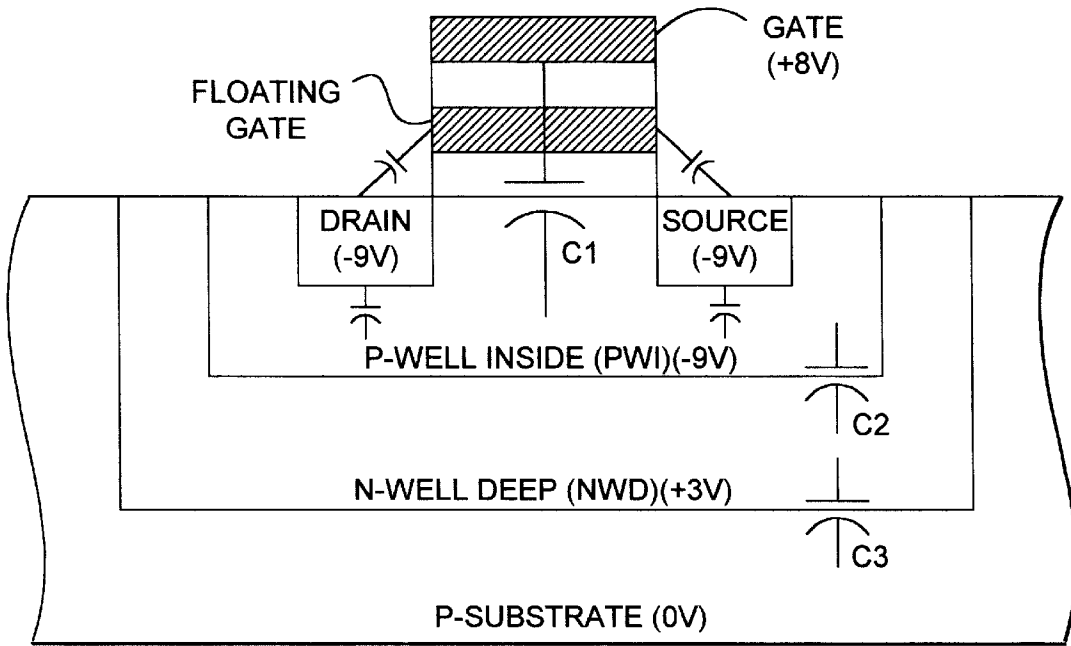 GATE
(+8V)
FLOATING
GATE
DRAIN
(-9V)
C1
SOURCE
(-9V)
P-WELL INSIDE (PWI)(-9V)
C2
N-WELL DEEP (NWD)(+3V)
C3
P-SUBSTRATE (0V)